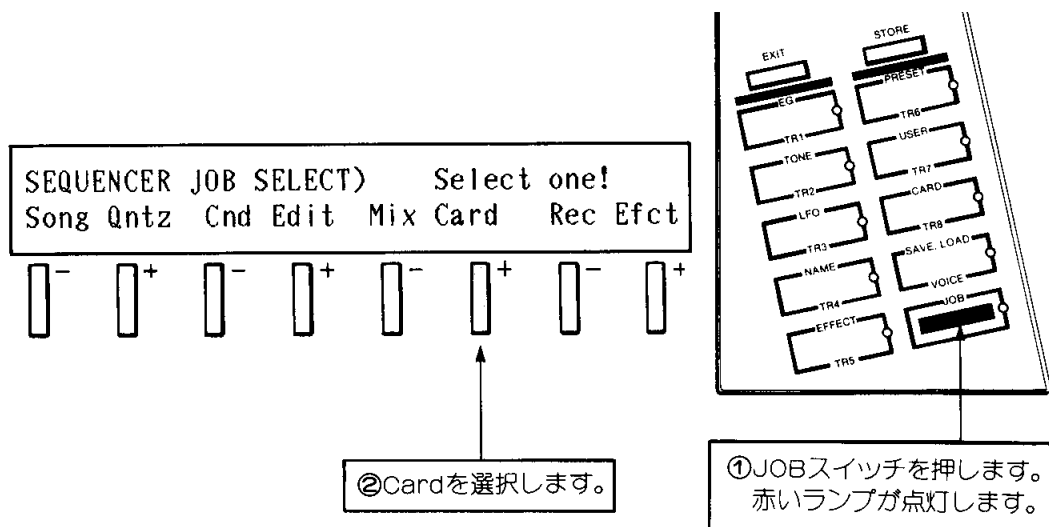 SEQUENCER JOB SELECT) Select one!
Song Qntz Cnd Edit Mix Card Rec Efct
- + - + - + - +
②Cardを選択します。
EXIT
STORE
EG
PRESET
TR1
TR6
TONE
USER
TR2
TR7
LFO
CARD
TR3
TR8
NAME
SAVE, LOAD
TR4
VOICE
EFFECT
JOB
TR5
①JOBスイッチを押します。
赤いランプが点灯します。